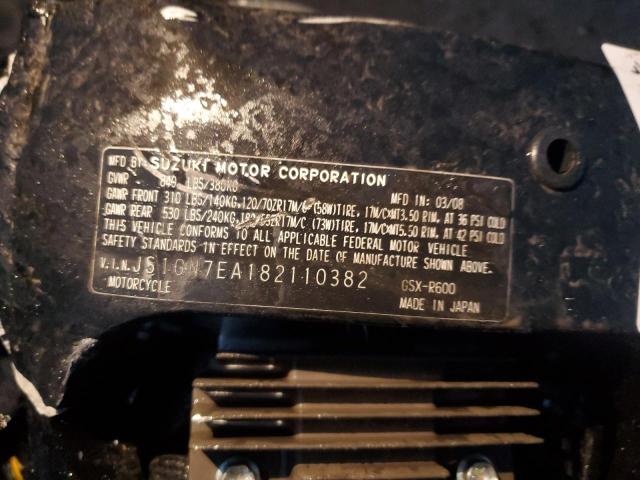 MFD BY SUZUKI MOTOR CORPORATION
GVWR 849 LBS/380KG MFD IN 03/08
GAWR FRONT 310 LBS/140KG,120/70ZR17M/C (58W)TIRE, 17M/C×MT3.50 RIM, AT 36 PSI COLD
GAWR REAR 530 LBS/240KG,180/55ZR17M/C (73W)TIRE, 17M/C×MT5.50 RIM, AT 42 PSI COLD
THIS VEHICLE CONFORMS TO ALL APPLICABLE FEDERAL MOTOR VEHICLE
SAFETY STANDARDS IN EFFECT ON THE DATE OF MANUFACTURE SHOWN ABOVE.
V.I.N. JS1GN7EA182110382 GSX-R600
MOTORCYCLE MADE IN JAPAN